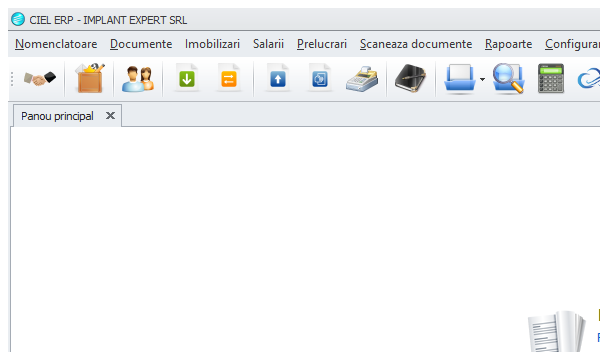 CIEL ERP - IMPLANT EXPERT SRL
Nomenclatoare Documente Imobilizari Salarii Prelucrari Scaneaza documente Rapoarte Configurar
Panou principal